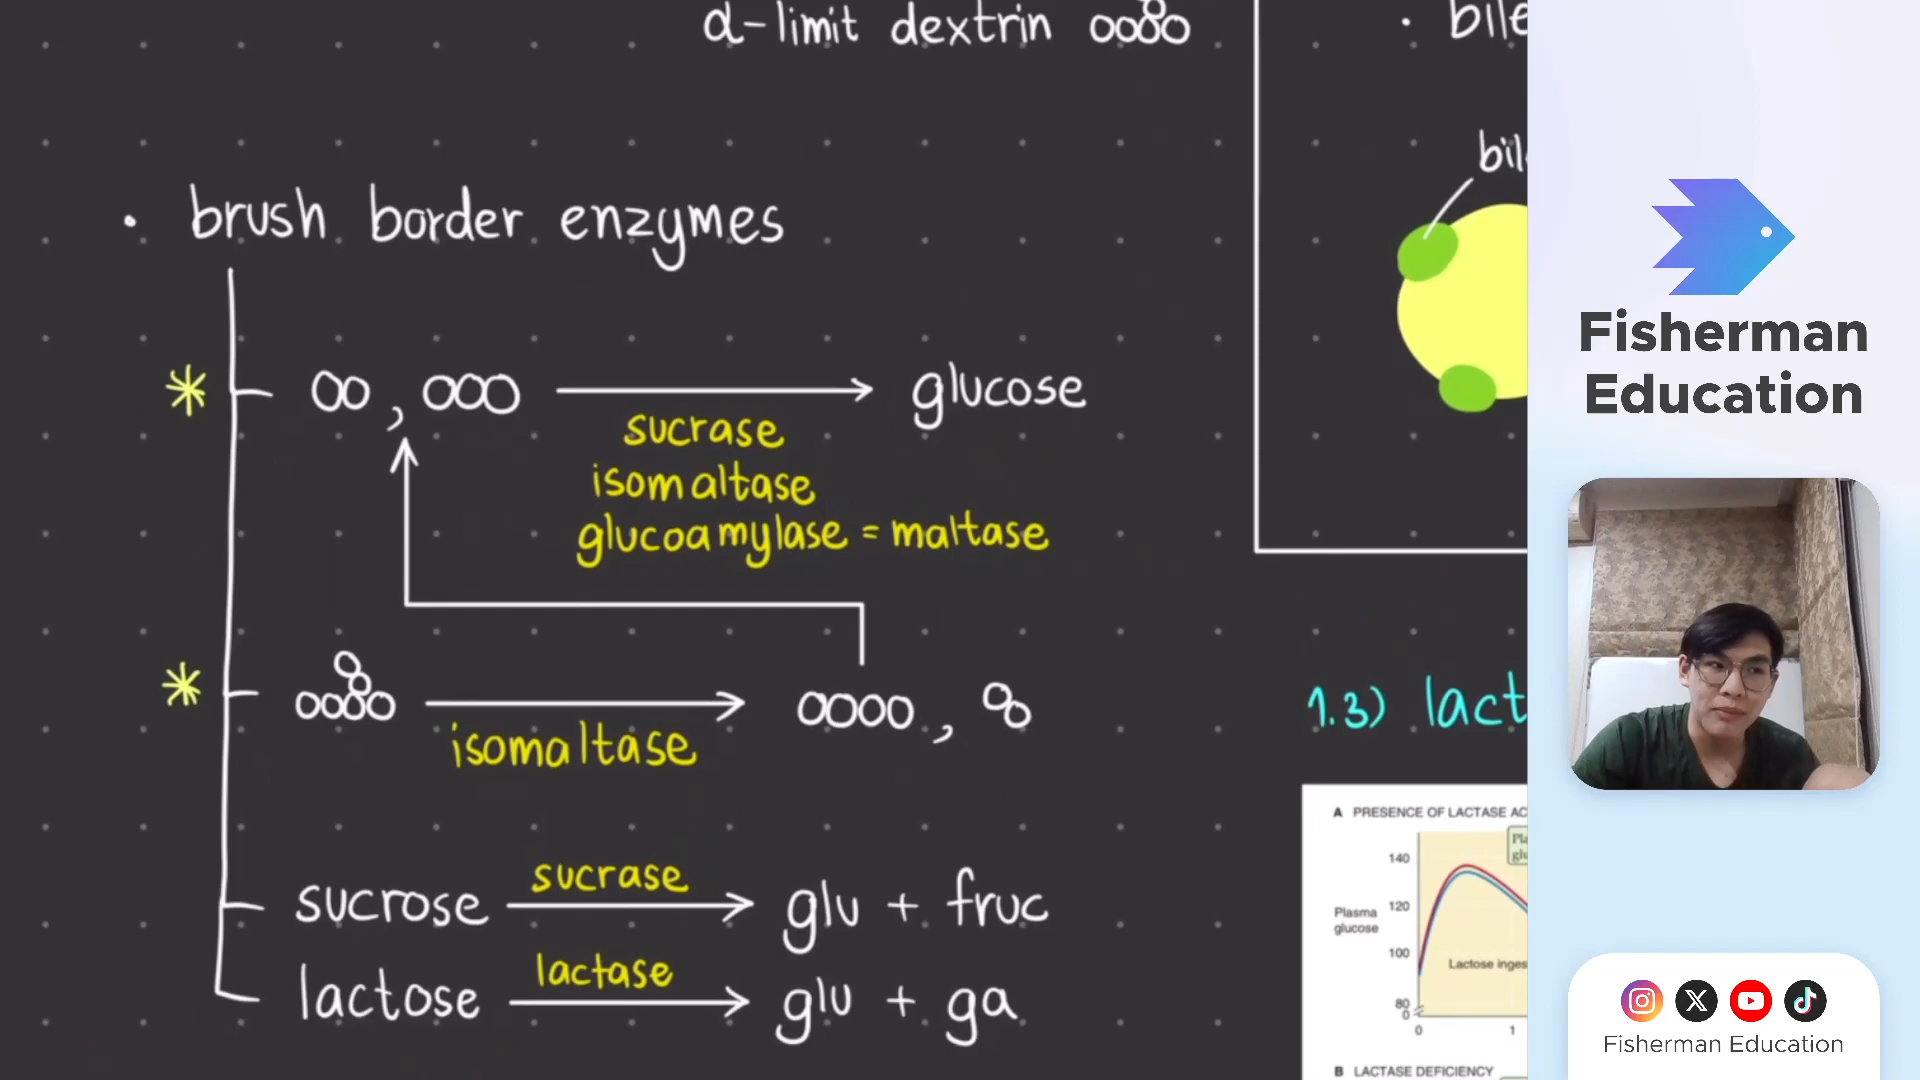 α-limit dextrin
• brush border enzymes
* , → glucose
sucrase
isomaltase
glucoamylase = maltase
* → ,
isomaltase
sucrose → glu + fruc
sucrase
lactose → glu + ga
lactase
• bile
1.3) lact
A PRESENCE OF LACTASE AC
140
120
100
80
0
Plasma
glucose
Lactose inges
0 1
B LACTASE DEFICIENCY
Fisherman
Education
Fisherman Education